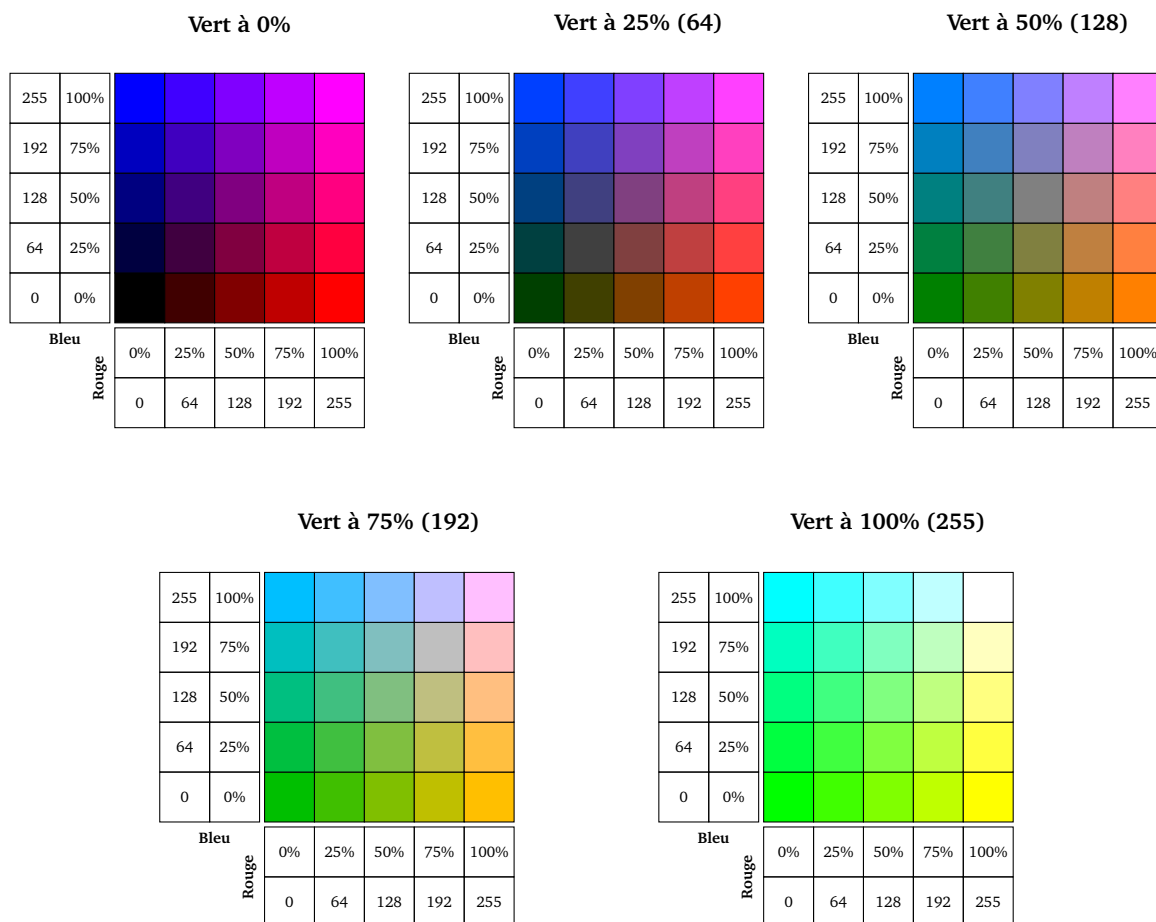 Vert à 0%
255 100%
192 75%
128 50%
64 25%
0 0%
Bleu
Rouge
0% 25% 50% 75% 100%
0 64 128 192 255
Vert à 25% (64)
255 100%
192 75%
128 50%
64 25%
0 0%
Bleu
Rouge
0% 25% 50% 75% 100%
0 64 128 192 255
Vert à 50% (128)
255 100%
192 75%
128 50%
64 25%
0 0%
Bleu
Rouge
0% 25% 50% 75% 100%
0 64 128 192 255
Vert à 75% (192)
255 100%
192 75%
128 50%
64 25%
0 0%
Bleu
Rouge
0% 25% 50% 75% 100%
0 64 128 192 255
Vert à 100% (255)
255 100%
192 75%
128 50%
64 25%
0 0%
Bleu
Rouge
0% 25% 50% 75% 100%
0 64 128 192 255